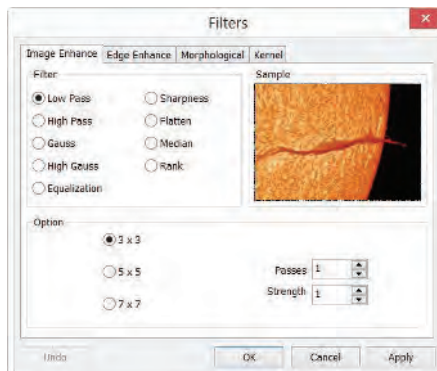 Filters
Image Enhance Edge Enhance Morphological Kernel
Filter
Sample
Low Pass
Sharpness
High Pass
Flatten
Gauss
Median
High Gauss
Rank
Equalization
Option
3 x 3
5 x 5
7 x 7
Passes 1
Strength 1
Undo OK Cancel Apply